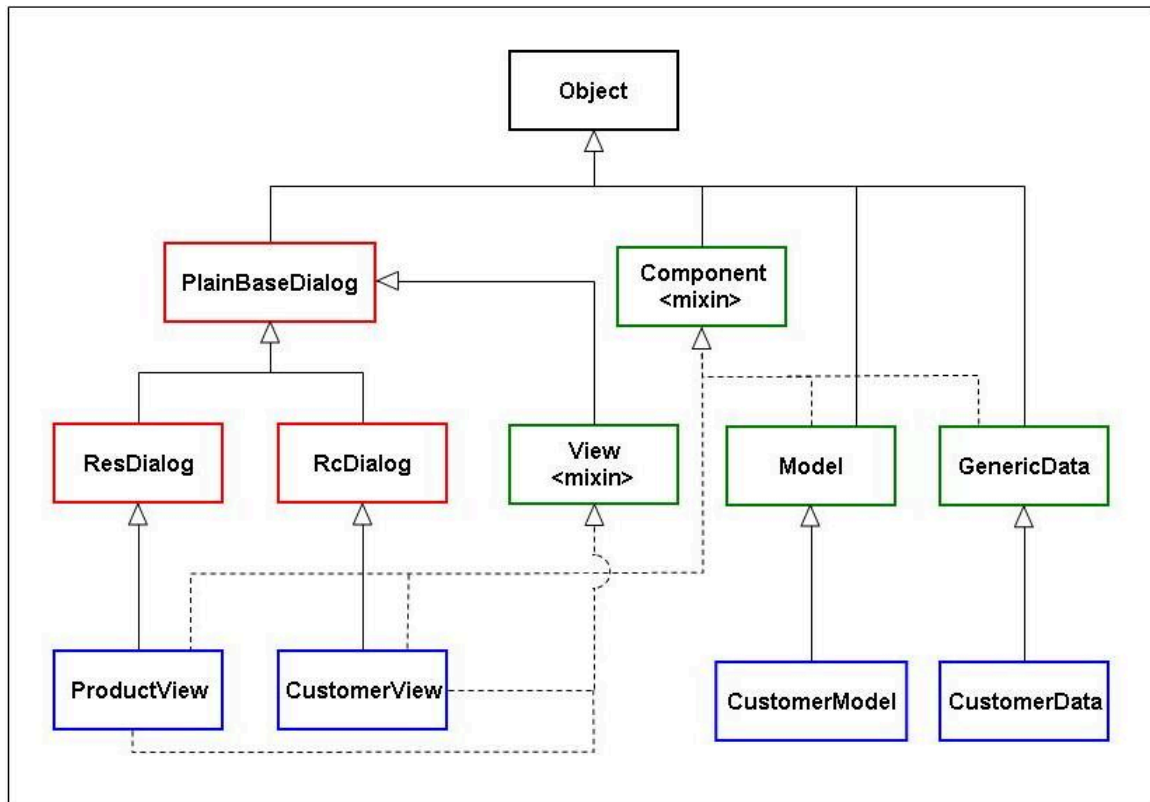 Object
PlainBaseDialog
Component
<mixin>
ResDialog
RcDialog
View
<mixin>
Model
GenericData
ProductView
CustomerView
CustomerModel
CustomerData